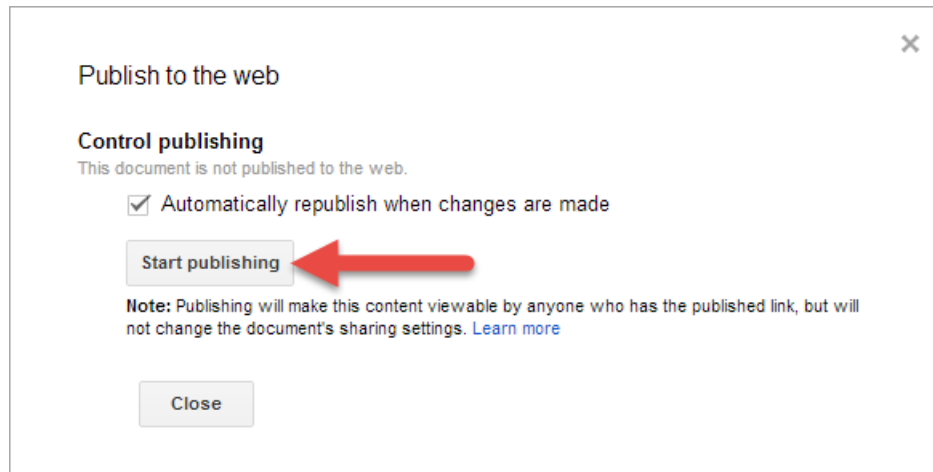 Publish to the web
Control publishing
This document is not published to the web.
Automatically republish when changes are made
Start publishing
Note: Publishing will make this content viewable by anyone who has the published link, but will
not change the document's sharing settings. Learn more
Close